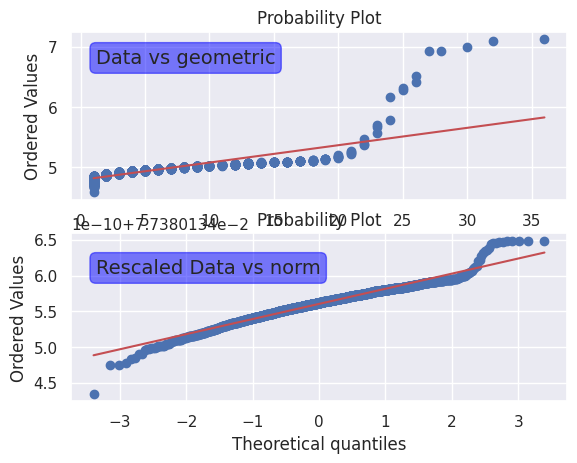 Probability Plot
Data vs geometric
Ordered Values
7
6
5
0 5 10 15 20 25 30 35
1e−10+7.7380134e−2
Probability Plot
Rescaled Data vs norm
Ordered Values
6.5
6.0
5.5
5.0
4.5
−3 −2 −1 0 1 2 3
Theoretical quantiles